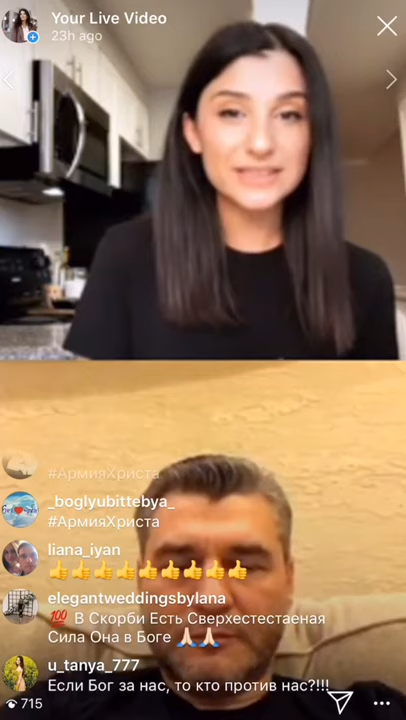 Your Live Video
23h ago
#АрмияХриста
_boglyubittebya_
#АрмияХриста
liana_iyan
👍👍👍👍👍👍👍👍👍
elegantweddingsbylana
💯 В Скорби Есть Сверхестестаеная
Сила Она в Боге 🙏🏻🙏🏻
u_tanya_777
Если Бог за нас, то кто против нас?!!!
715